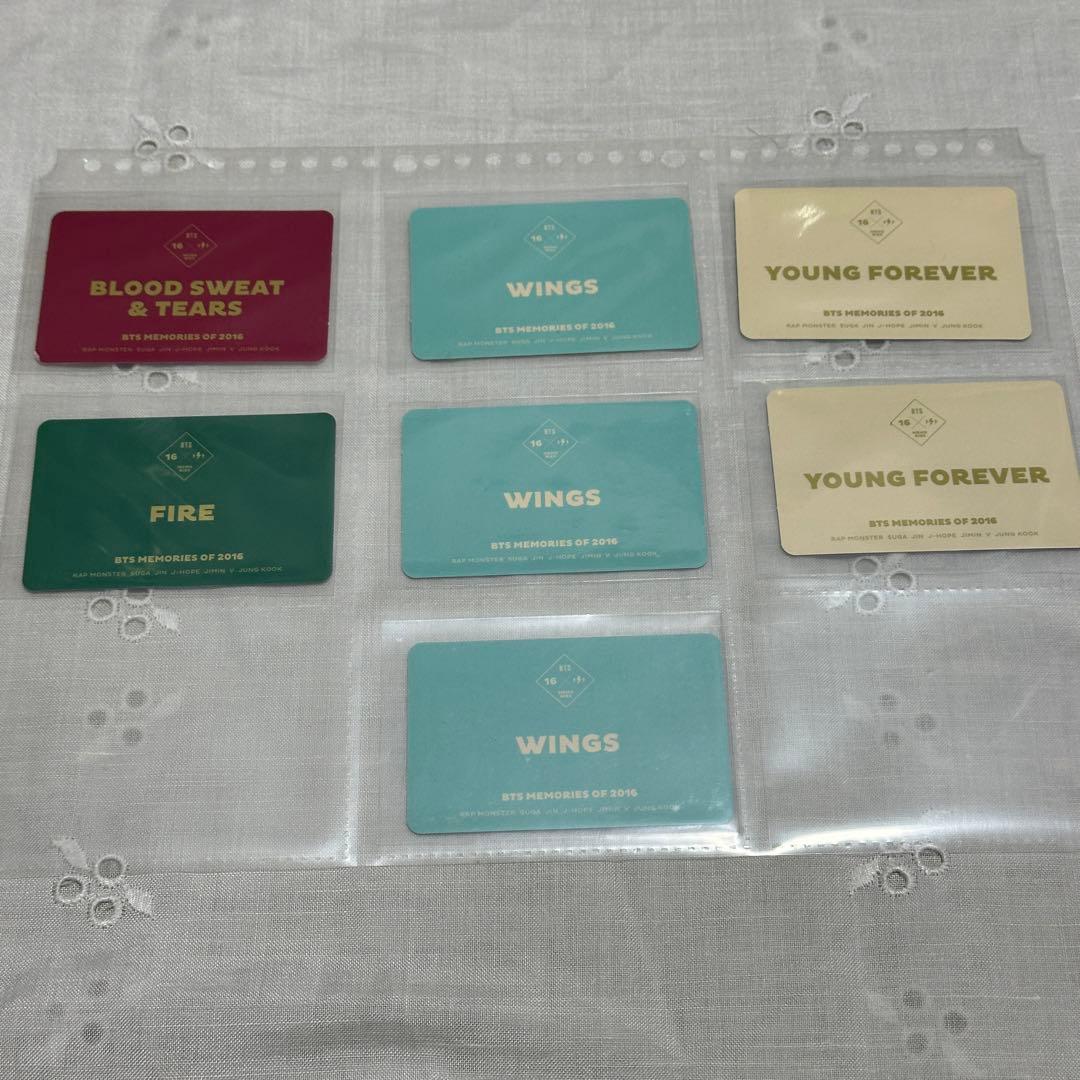 BTS
16
BLOOD SWEAT
& TEARS
BTS MEMORIES OF 2016
RAP MONSTER SUGA JIN J-HOPE JIMIN V JUNG KOOK
BTS
16
WINGS
BTS MEMORIES OF 2016
RAP MONSTER SUGA JIN J-HOPE JIMIN V JUNG KOOK
BTS
16
YOUNG FOREVER
BTS MEMORIES OF 2016
RAP MONSTER SUGA JIN J-HOPE JIMIN V JUNG KOOK
BTS
16
FIRE
BTS MEMORIES OF 2016
RAP MONSTER SUGA JIN J-HOPE JIMIN V JUNG KOOK
BTS
16
WINGS
BTS MEMORIES OF 2016
RAP MONSTER SUGA JIN J-HOPE JIMIN V JUNG KOOK
BTS
16
YOUNG FOREVER
BTS MEMORIES OF 2016
RAP MONSTER SUGA JIN J-HOPE JIMIN V JUNG KOOK
BTS
16
WINGS
BTS MEMORIES OF 2016
RAP MONSTER SUGA JIN J-HOPE JIMIN V JUNG KOOK